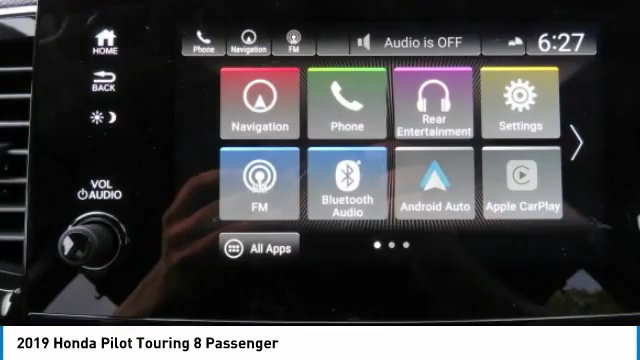 HOME
BACK
VOL
AUDIO
Phone
Navigation
FM
Audio is OFF
6:27
Navigation
Phone
Rear
Entertainment
Settings
FM
Bluetooth
Audio
Android Auto
Apple CarPlay
All Apps
2019 Honda Pilot Touring 8 Passenger